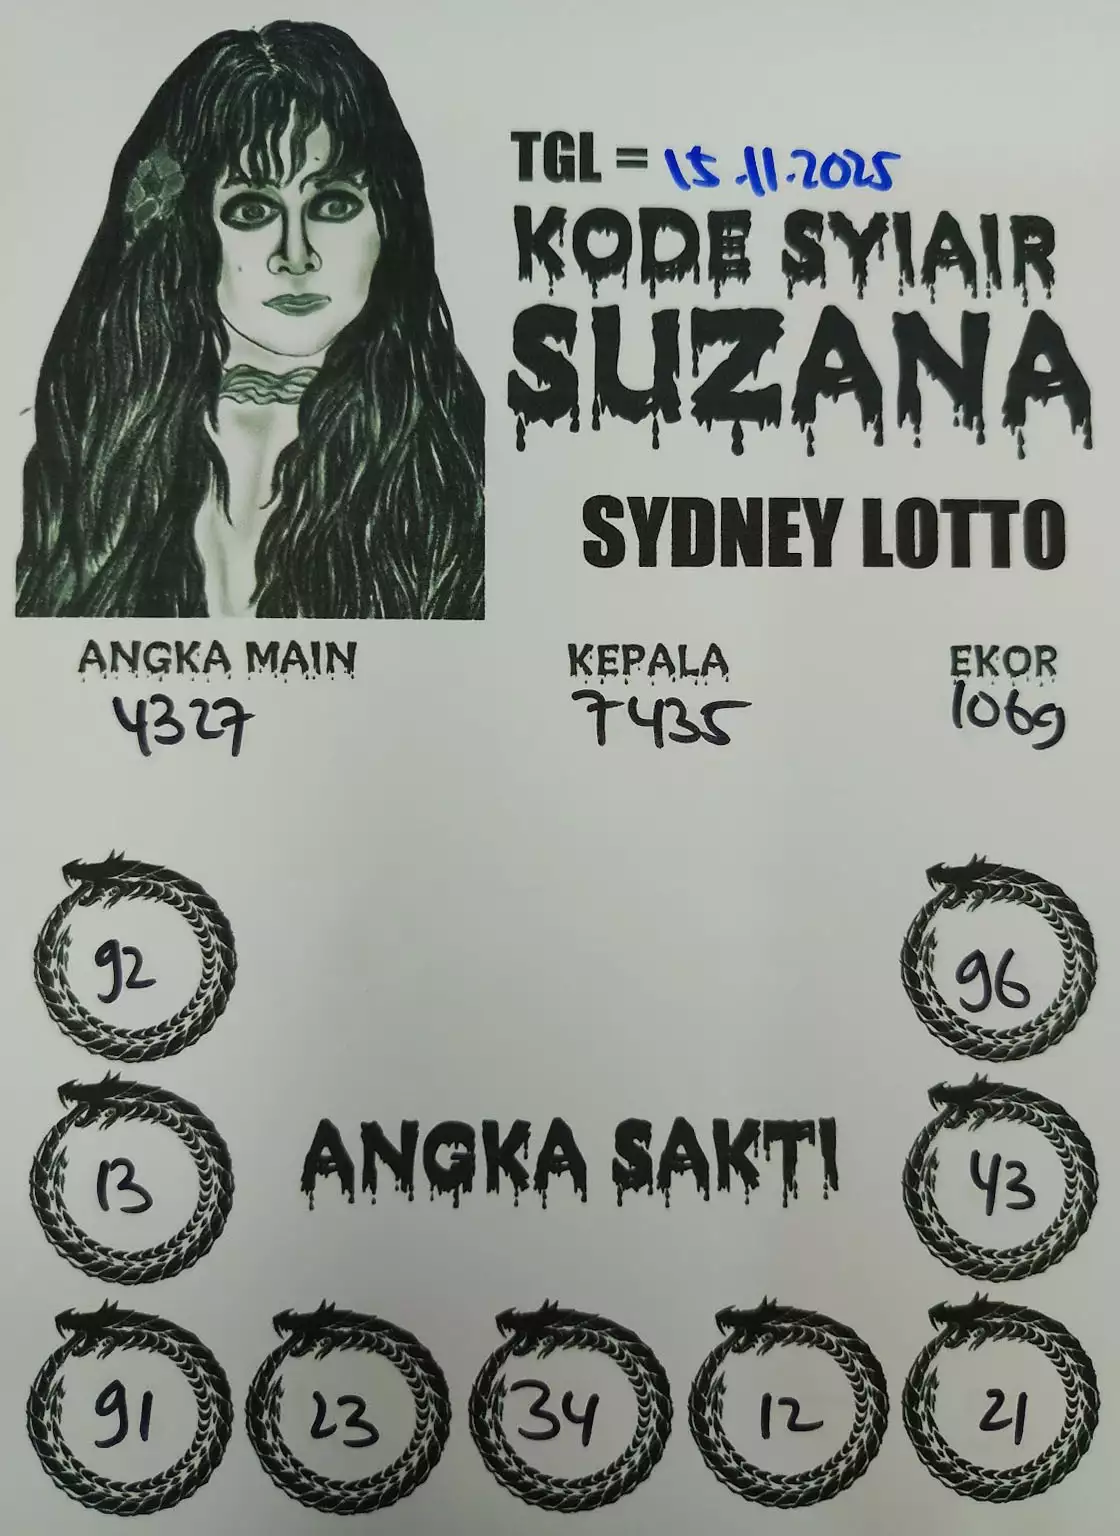 TGL = 15.11.2025
KODE SYIAIR
SUZANA
SYDNEY LOTTO
ANGKA MAIN KEPALA EKOR
4327 7435 1069
92 96
ANGKA SAKTI
13 43
91 23 34 12 21